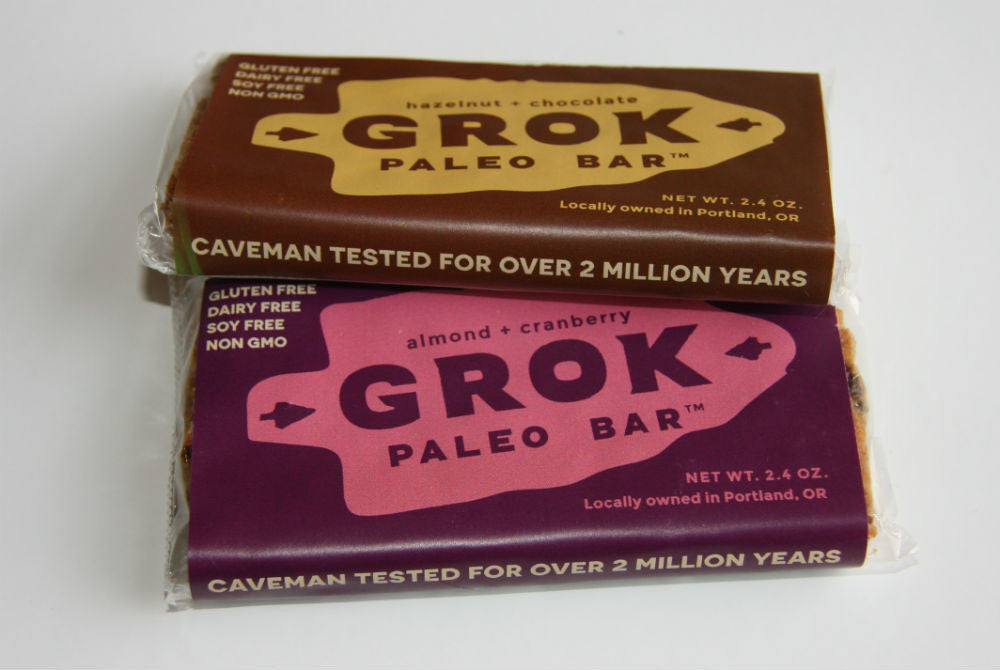 GLUTEN FREE
DAIRY FREE
SOY FREE
NON GMO
hazelnut + chocolate
GROK
PALEO BAR™
NET WT. 2.4 OZ.
Locally owned in Portland, OR
CAVEMAN TESTED FOR OVER 2 MILLION YEARS
GLUTEN FREE
DAIRY FREE
SOY FREE
NON GMO
almond + cranberry
GROK
PALEO BAR™
NET WT. 2.4 OZ.
Locally owned in Portland, OR
CAVEMAN TESTED FOR OVER 2 MILLION YEARS